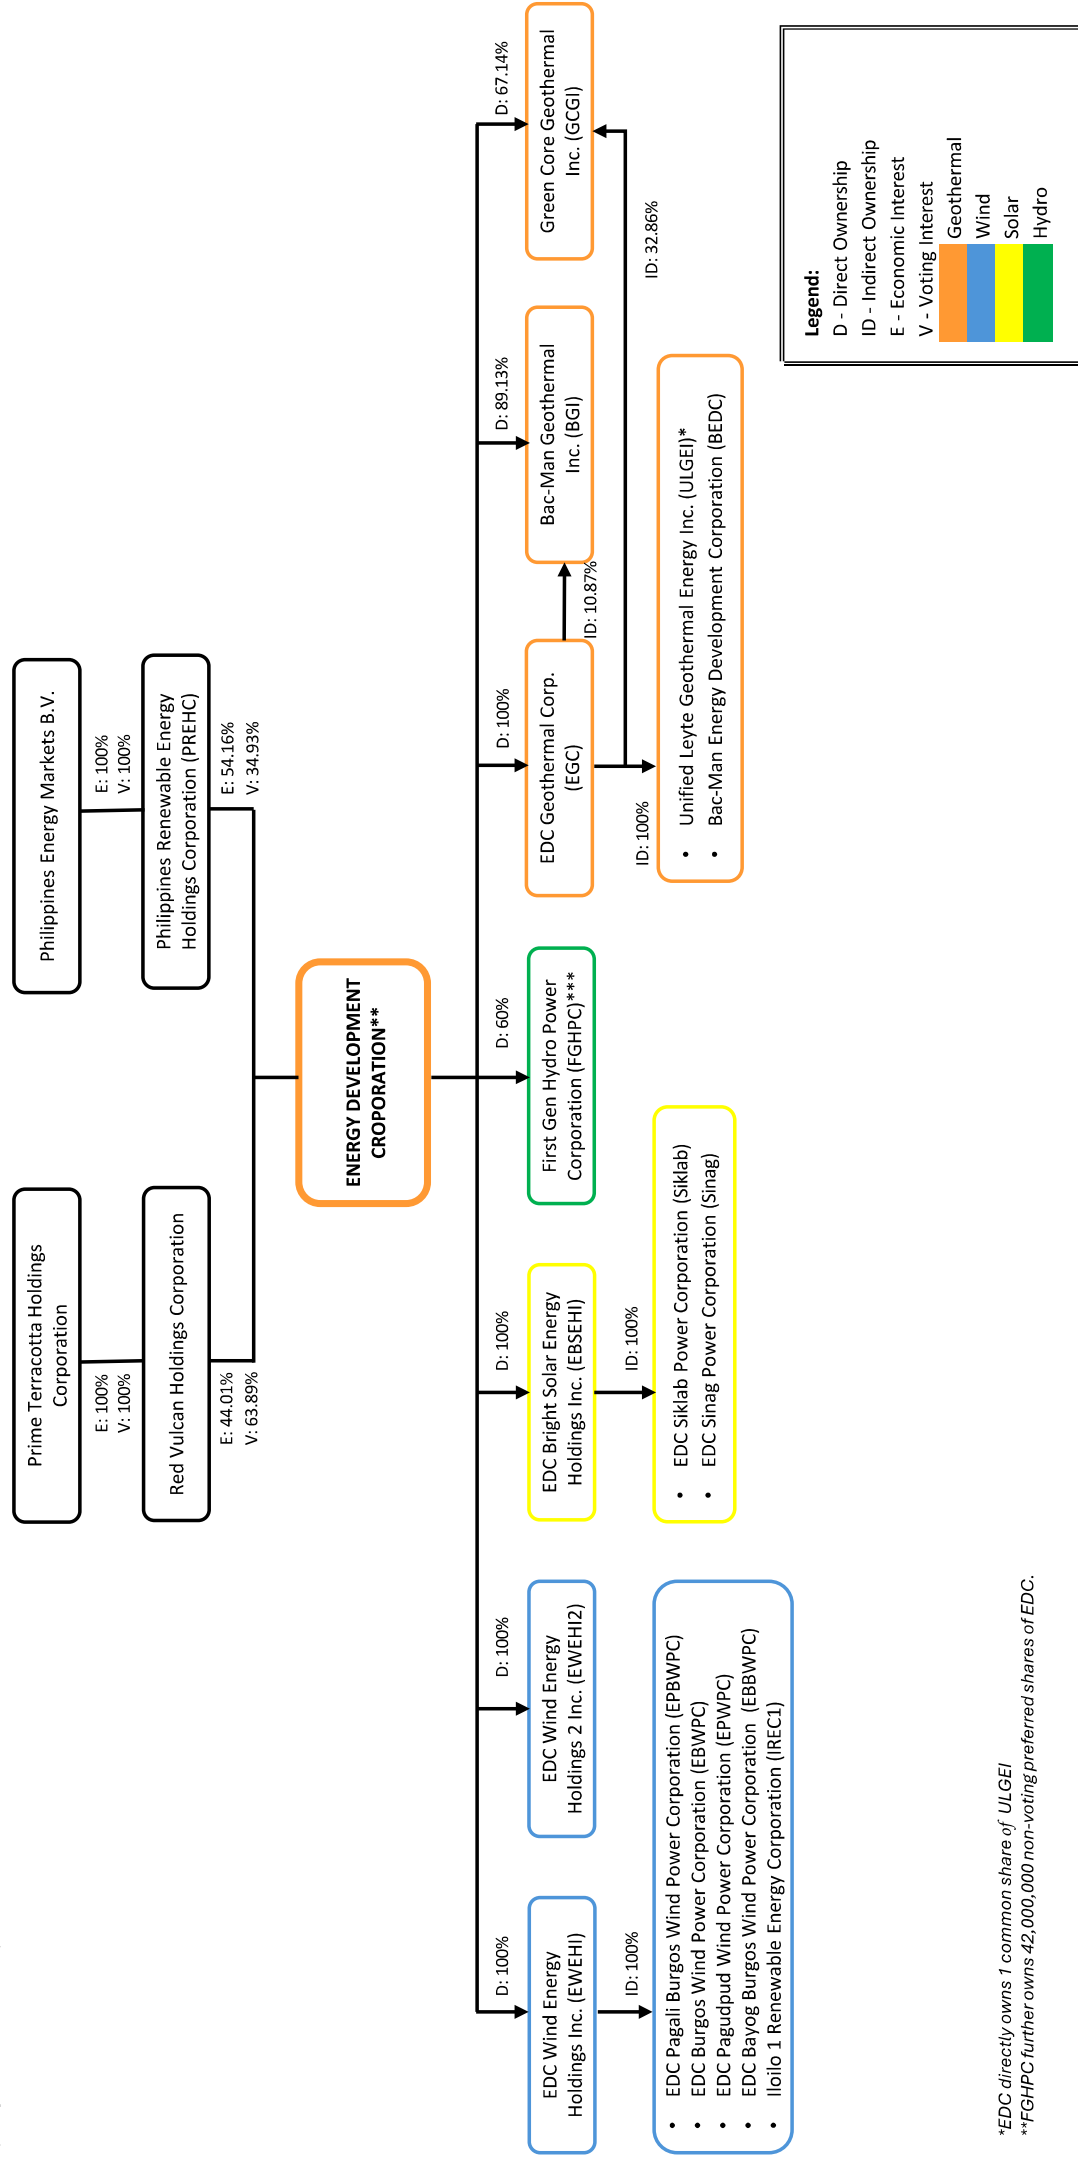 Prime Terracotta Holdings
Corporation
Philippines Energy Markets B.V.
E: 100%
V: 100%
E: 100%
V: 100%
Red Vulcan Holdings Corporation
Philippines Renewable Energy
Holdings Corporation (PREHC)
E: 44.01%
V: 63.89%
E: 54.16%
V: 34.93%
ENERGY DEVELOPMENT
CROPORATION**
D: 100%
D: 100%
D: 100%
D: 60%
D: 100%
D: 89.13%
D: 67.14%
EDC Wind Energy
Holdings Inc. (EWEHI)
EDC Wind Energy
Holdings 2 Inc. (EWEHI2)
EDC Bright Solar Energy
Holdings Inc. (EBSEHI)
First Gen Hydro Power
Corporation (FGHPC)***
EDC Geothermal Corp.
(EGC)
ID: 10.87%
Bac-Man Geothermal
Inc. (BGI)
Green Core Geothermal
Inc. (GCGI)
ID: 100%
ID: 100%
ID: 100%
ID: 32.86%
• EDC Pagali Burgos Wind Power Corporation (EPBWPC)
• EDC Burgos Wind Power Corporation (EBWPC)
• EDC Pagudpud Wind Power Corporation (EPWPC)
• EDC Bayog Burgos Wind Power Corporation (EBBWPC)
• Iloilo 1 Renewable Energy Corporation (IREC1)
• EDC Siklab Power Corporation (Siklab)
• EDC Sinag Power Corporation (Sinag)
• Unified Leyte Geothermal Energy Inc. (ULGEI)*
• Bac-Man Energy Development Corporation (BEDC)
Legend:
D - Direct Ownership
ID - Indirect Ownership
E - Economic Interest
V - Voting Interest
Geothermal
Wind
Solar
Hydro
*EDC directly owns 1 common share of ULGEI
**FGHPC further owns 42,000,000 non-voting preferred shares of EDC.